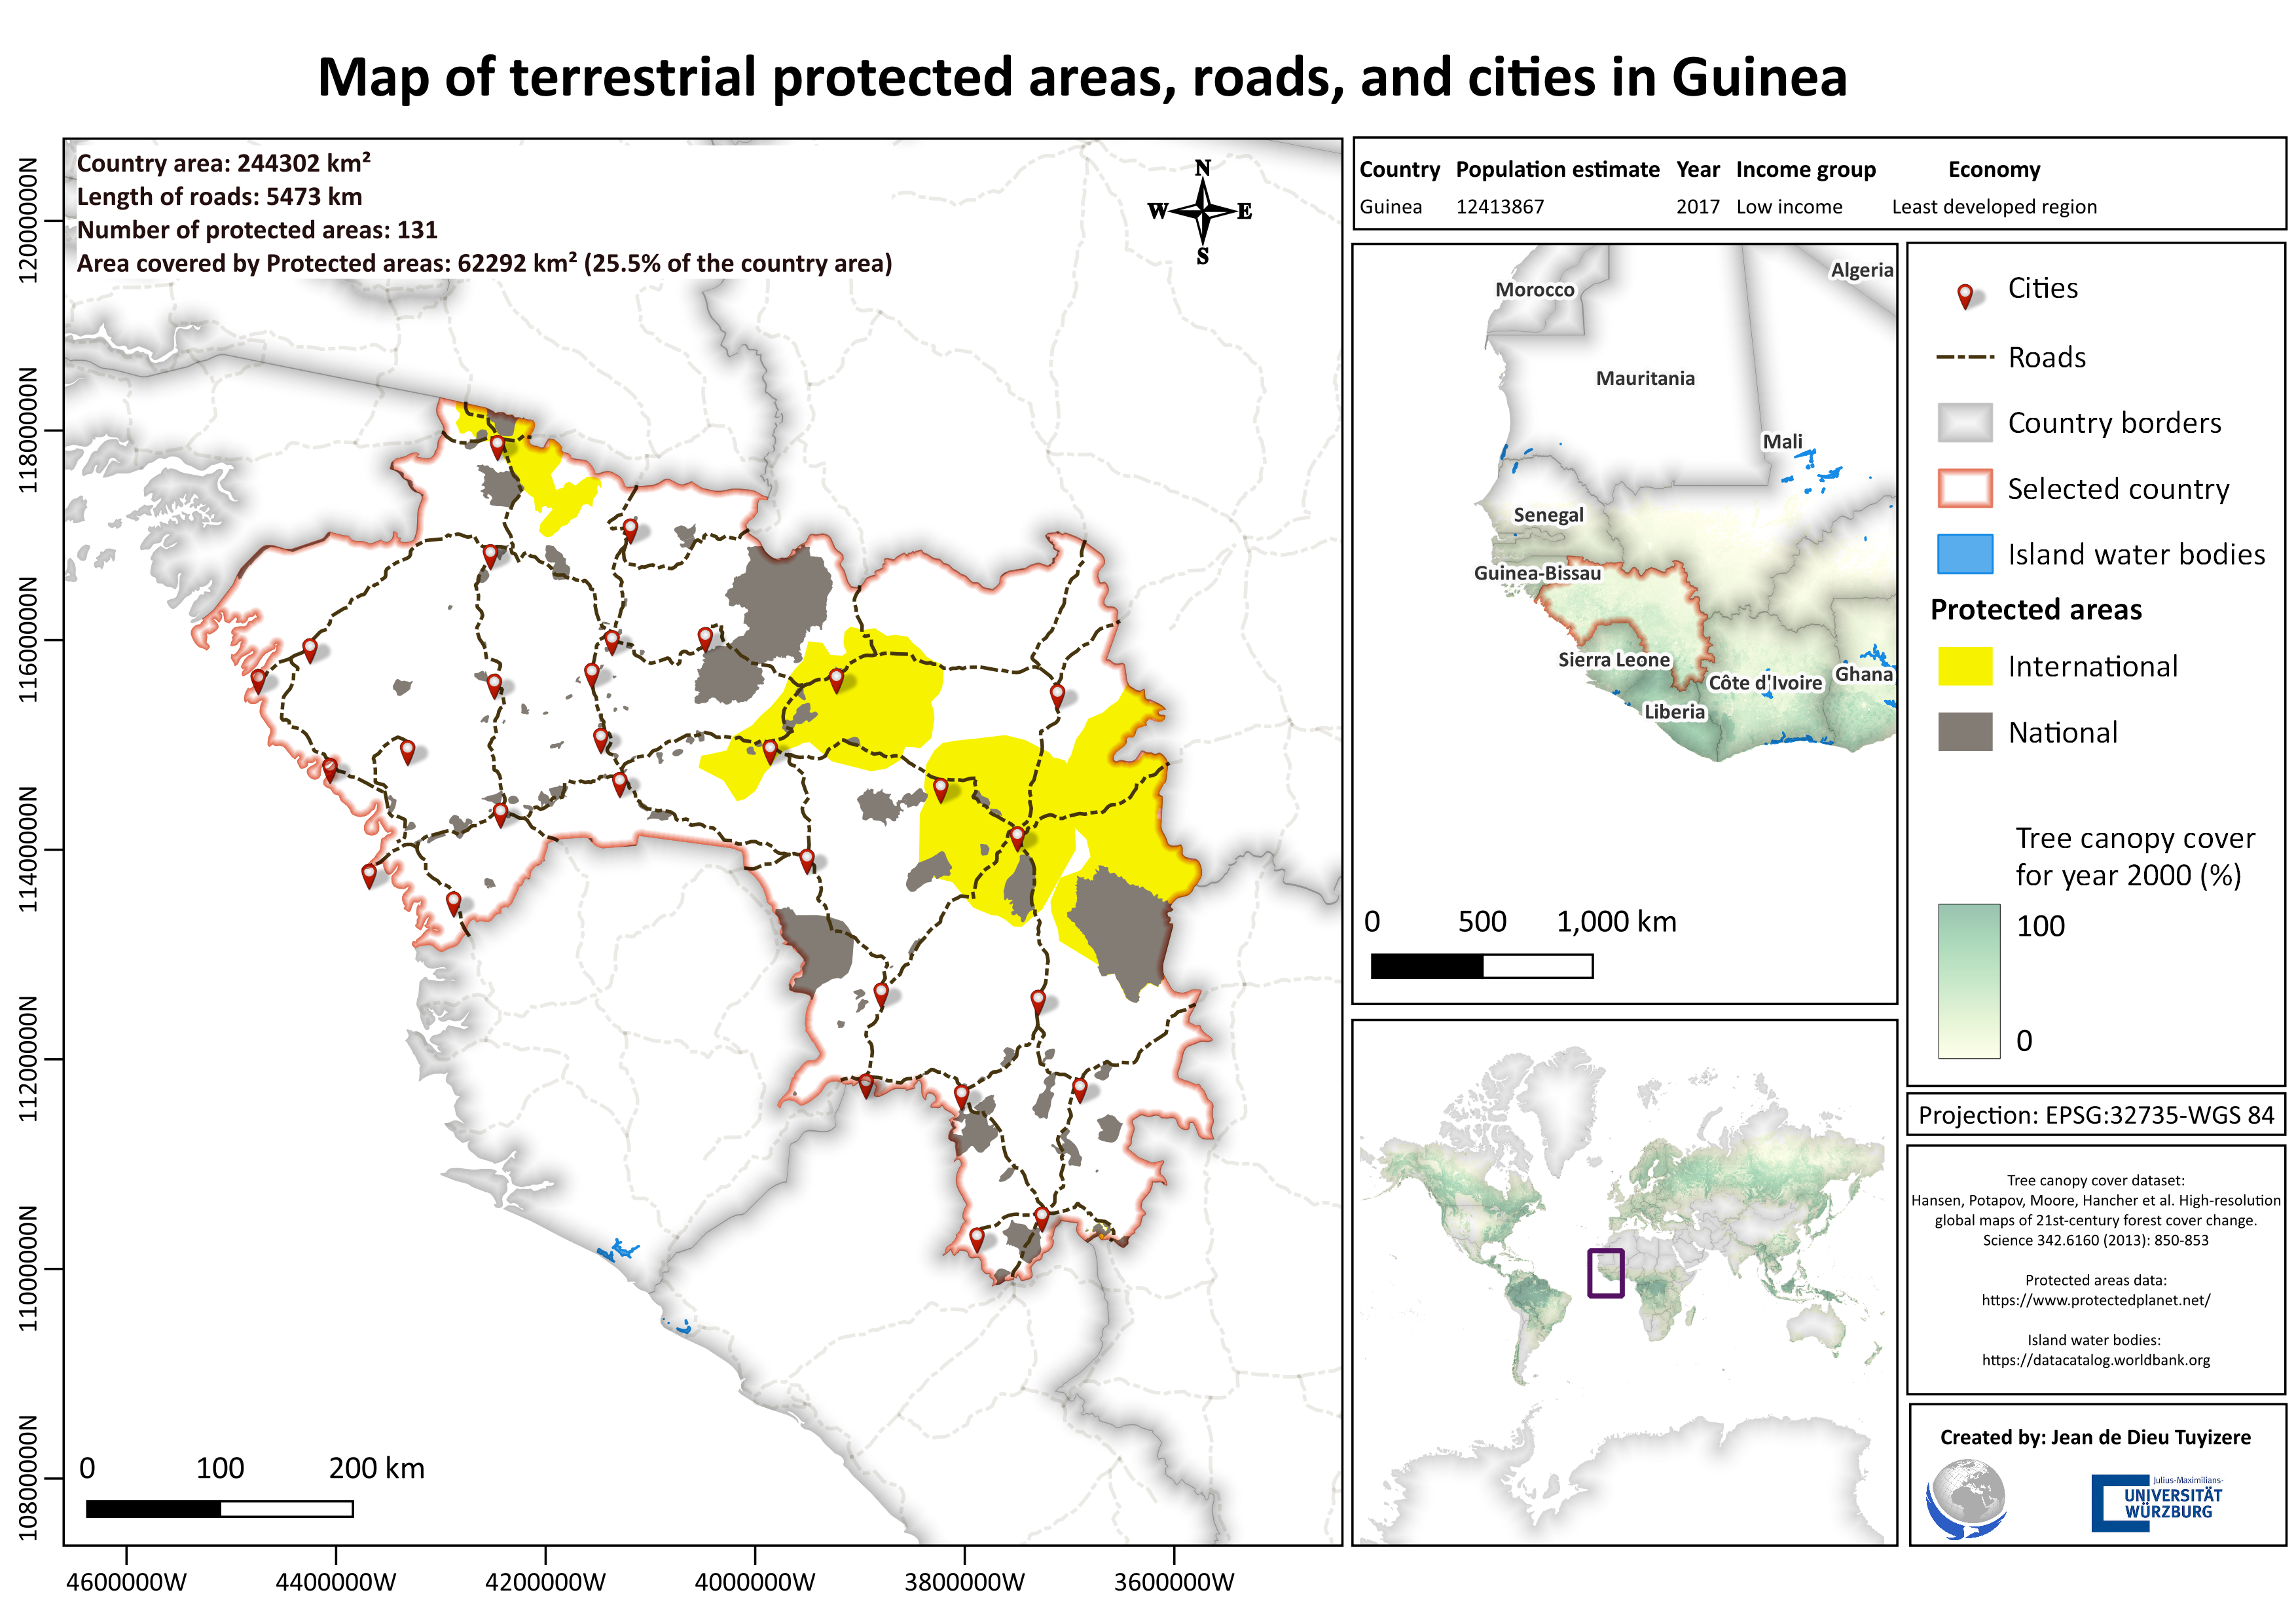 Map of terrestrial protected areas, roads, and cities in Guinea
Country area: 244302 km²
Length of roads: 5473 km
Number of protected areas: 131
Area covered by Protected areas: 62292 km² (25.5% of the country area)
N
W E
S
12000000N
11800000N
11600000N
11400000N
11200000N
11000000N
10800000N
0 100 200 km
4600000W 4400000W 4200000W 4000000W 3800000W 3600000W
Country Population estimate Year Income group Economy
Guinea 12413867 2017 Low income Least developed region
Algeria
Morocco
Mauritania
Mali
Senegal
Guinea-Bissau
Sierra Leone
Côte d'Ivoire
Ghana
Liberia
0 500 1,000 km
Cities
Roads
Country borders
Selected country
Island water bodies
Protected areas
International
National
Tree canopy cover
for year 2000 (%)
100
0
Projection: EPSG:32735-WGS 84
Tree canopy cover dataset:
Hansen, Potapov, Moore, Hancher et al. High-resolution
global maps of 21st-century forest cover change.
Science 342.6160 (2013): 850-853
Protected areas data:
https://www.protectedplanet.net/
Island water bodies:
https://datacatalog.worldbank.org
Created by: Jean de Dieu Tuyizere
Julius-Maximilians-
UNIVERSITÄT
WÜRZBURG